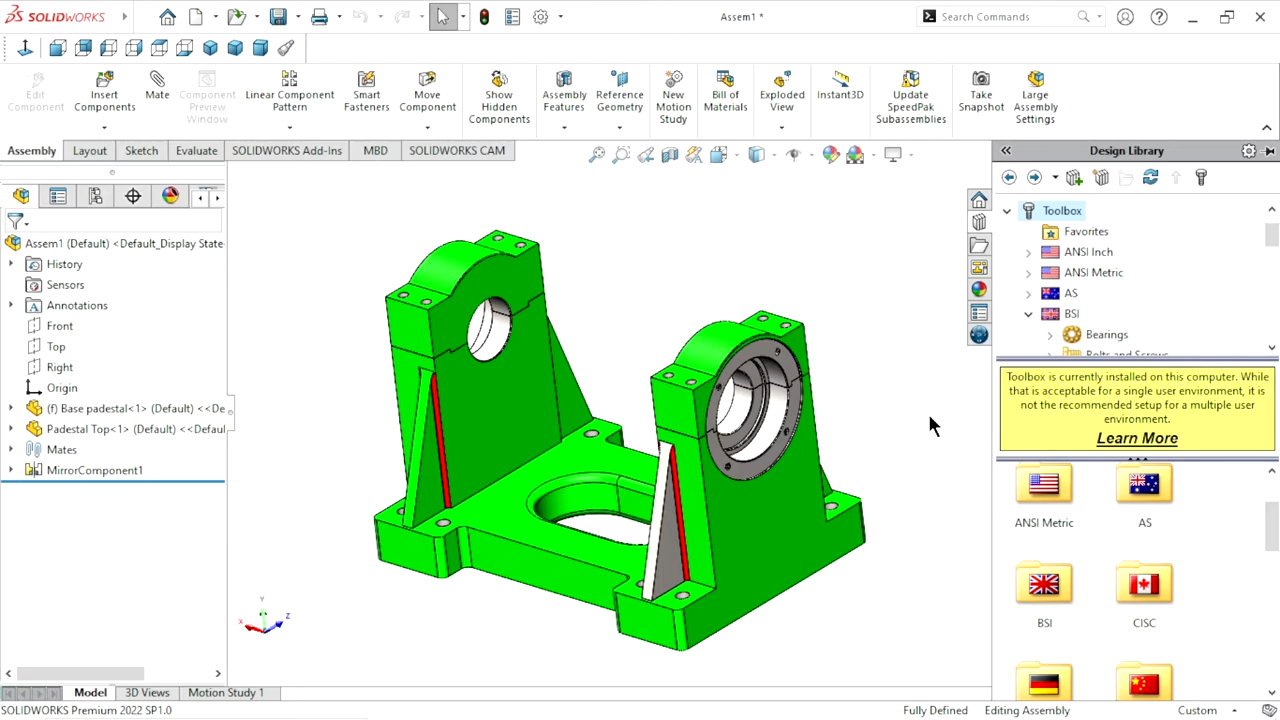 SOLIDWORKS
Assem1 *
Search Commands
Edit
Component
Insert
Components
Mate
Component
Preview
Window
Linear Component
Pattern
Smart
Fasteners
Move
Component
Show
Hidden
Components
Assembly
Features
Reference
Geometry
New
Motion
Study
Bill of
Materials
Exploded
View
Instant3D
Update
SpeedPak
Subassemblies
Take
Snapshot
Large
Assembly
Settings
Assembly
Layout
Sketch
Evaluate
SOLIDWORKS Add-Ins
MBD
SOLIDWORKS CAM
Design Library
Assem1 (Default) <Default_Display State
History
Sensors
Annotations
Front
Top
Right
Origin
(f) Base padestal<1> (Default) <<De
Padestal Top<1> (Default) <<Defaul
Mates
MirrorComponent1
Toolbox
Favorites
ANSI Inch
ANSI Metric
AS
BSI
Bearings
Bolts and Screws
Toolbox is currently installed on this computer. While
that is acceptable for a single user environment, it is
not the recommended setup for a multiple user
environment.
Learn More
ANSI Metric
AS
BSI
CISC
Y
X
Z
Model
3D Views
Motion Study 1
SOLIDWORKS Premium 2022 SP1.0
Fully Defined
Editing Assembly
Custom